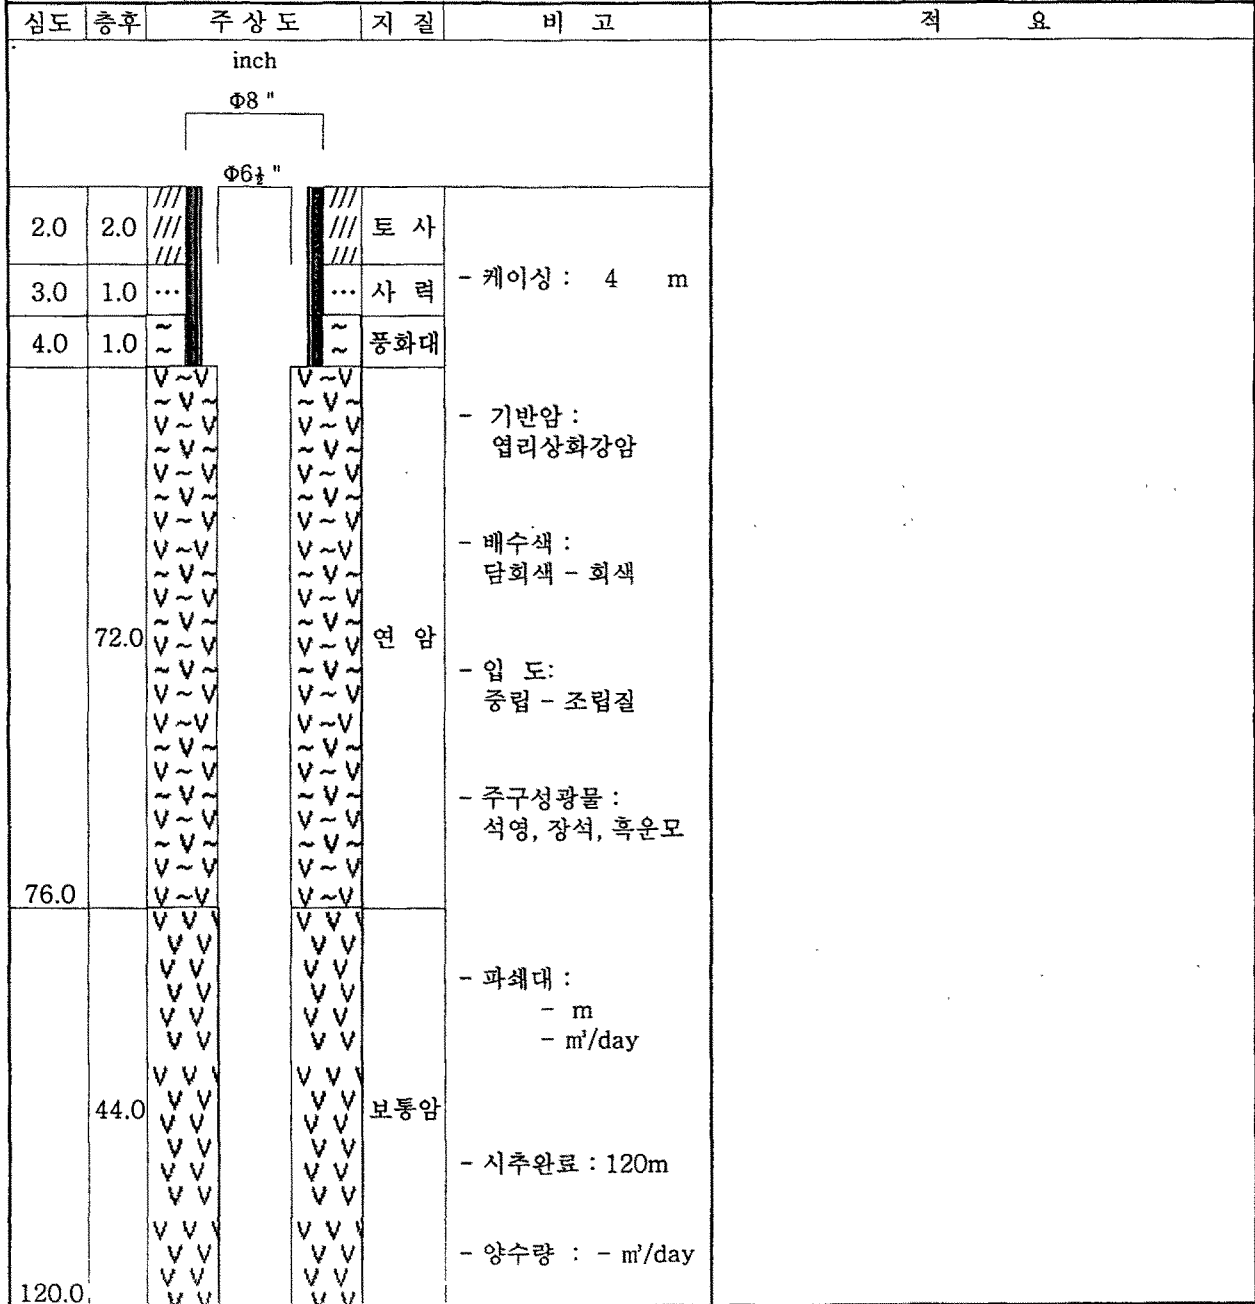 심도 층후 주 상 도 지 질 비 고 적 요
inch
Φ8 "
Φ6½ "
2.0 2.0 /// /// 토 사
3.0 1.0 … … 사 력
- 케이싱 : 4 m
4.0 1.0 ~ ~ 풍화대
- 기반암 :
엽리상화강암
- 배수색 :
담회색 - 회색
72.0 연 암
- 입 도:
중립 - 조립질
- 주구성광물 :
석영, 장석, 흑운모
76.0
- 파쇄대 :
- m
- m³/day
44.0 보통암
- 시추완료 : 120m
- 양수량 : - m³/day
120.0